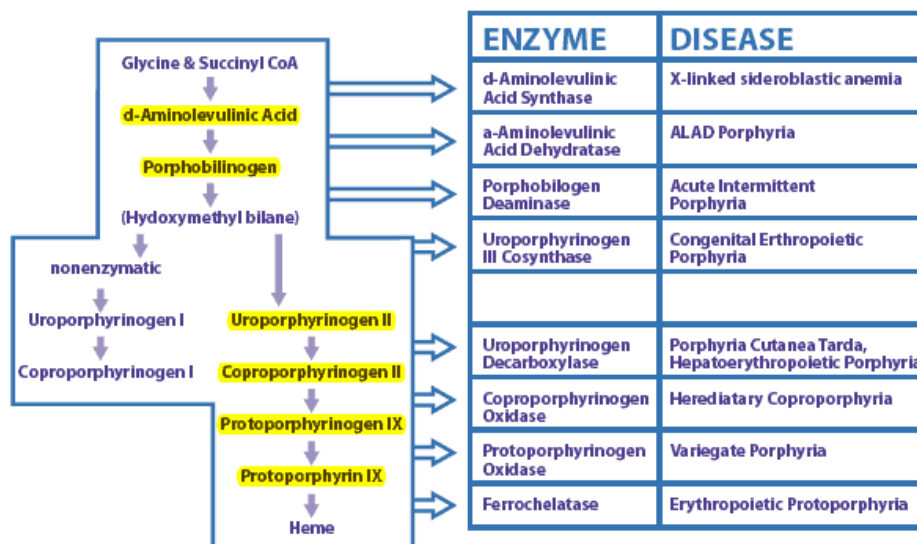 Glycine & Succinyl CoA
d-Aminolevulinic Acid
Porphobilinogen
(Hydoxymethyl bilane)
nonenzymatic
Uroporphyrinogen I
Coproporphyrinogen I
Uroporphyrinogen II
Coproporphyrinogen II
Protoporphyrinogen IX
Protoporphyrin IX
Heme
ENZYME DISEASE
d-Aminolevulinic X-linked sideroblastic anemia
Acid Synthase
a-Aminolevulinic ALAD Porphyria
Acid Dehydratase
Porphobilogen Acute Intermittent
Deaminase Porphyria
Uroporphyrinogen Congenital Erthropoietic
III Cosynthase Porphyria
Uroporphyrinogen Porphyria Cutanea Tarda,
Decarboxylase Hepatoerythropoietic Porphyria
Coproporphyrinogen Herediatary Coproporphyria
Oxidase
Protoporphyrinogen Variegate Porphyria
Oxidase
Ferrochelatase Erythropoietic Protoporphyria